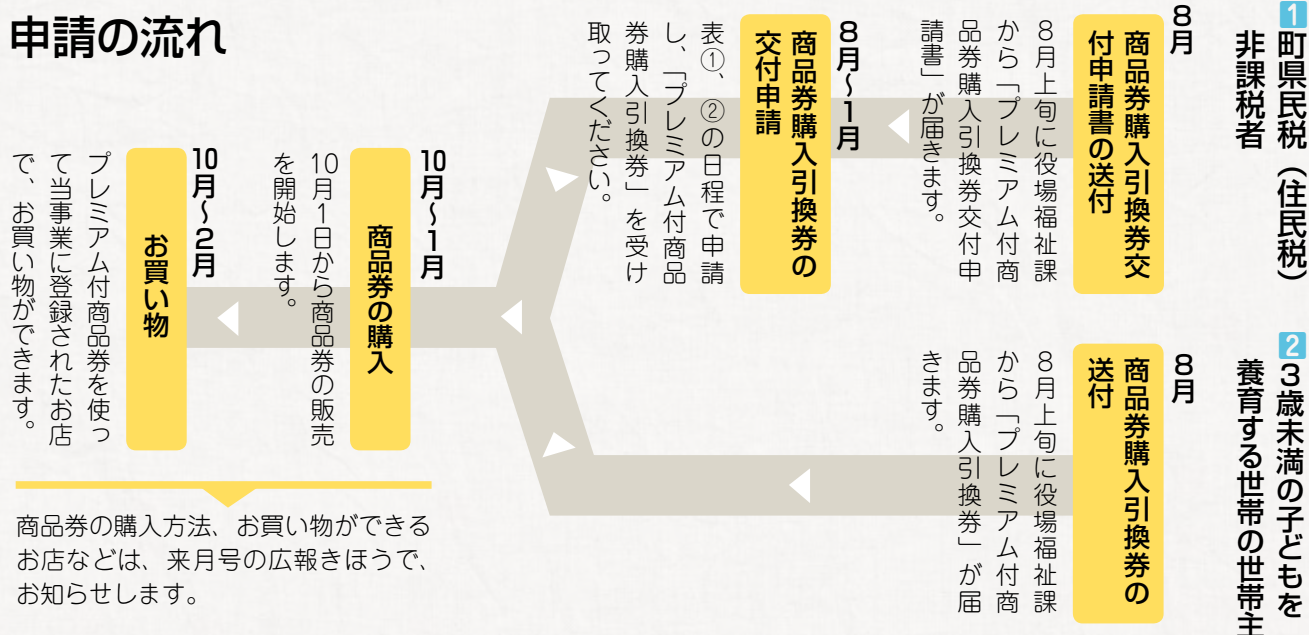 申請の流れ
1 町県民税（住民税）
非課税者
8月
商品券購入引換券交
付申請書の送付
８月上旬に役場福祉課
から「プレミアム付商
品券購入引換券交付申
請書」が届きます。
8月〜1月
商品券購入引換券の
交付申請
表①、②の日程で申請
し、「プレミアム付商品
券購入引換券」を受け
取ってください。
2 3歳未満の子どもを
養育する世帯の世帯主
8月
商品券購入引換券の
送付
８月上旬に役場福祉課
から「プレミアム付商
品券購入引換券」が届
きます。
10月〜1月
商品券の購入
10月１日から商品券の販売
を開始します。
10月〜2月
お買い物
プレミアム付商品券を使っ
て当事業に登録されたお店
で、お買い物ができます。
商品券の購入方法、お買い物ができる
お店などは、来月号の広報きほうで、
お知らせします。